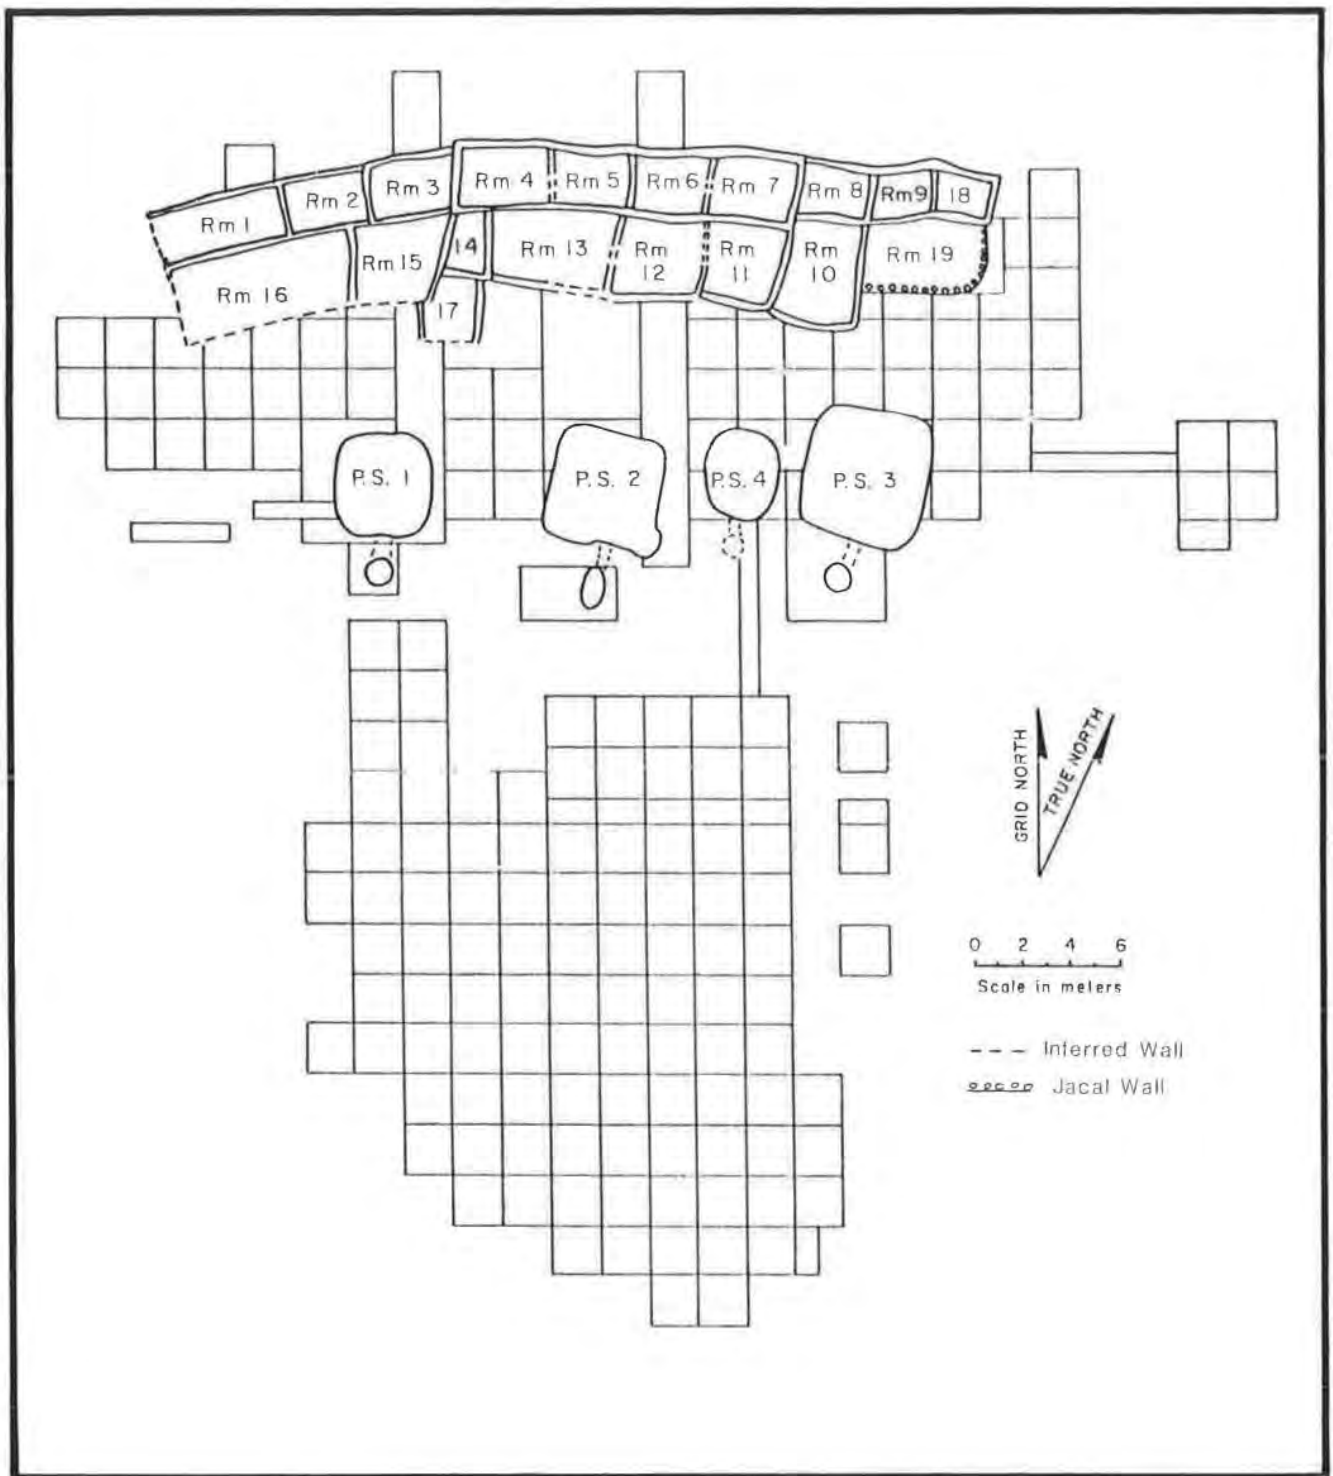 Rm 1
Rm 2
Rm 3
Rm 4
Rm 5
Rm 6
Rm 7
Rm 8
Rm 9
18
Rm 16
Rm 15
14
17
Rm 13
Rm
12
Rm
11
Rm
10
Rm 19
P.S. 1
P.S. 2
P.S. 4
P.S. 3
GRID NORTH
TRUE NORTH
0 2 4 6
Scale in meters
Inferred Wall
Jacal Wall